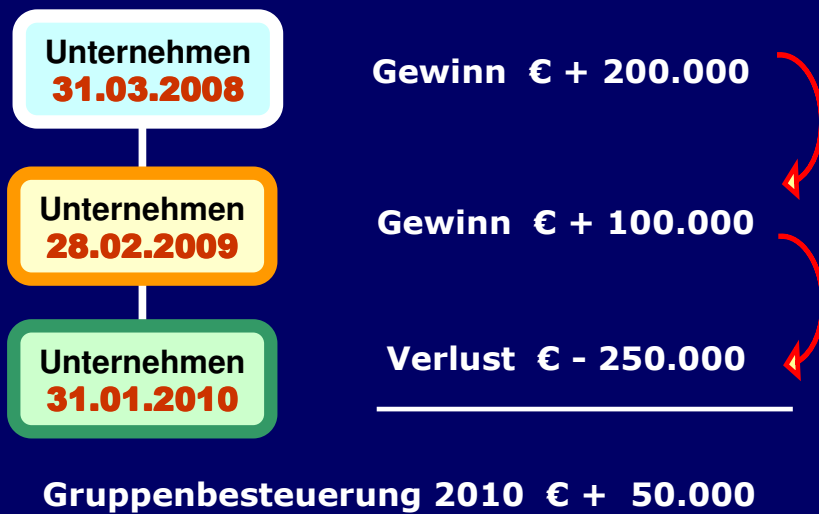 Unternehmen
31.03.2008
Gewinn € + 200.000
Unternehmen
28.02.2009
Gewinn € + 100.000
Unternehmen
31.01.2010
Verlust € - 250.000
Gruppenbesteuerung 2010 € + 50.000